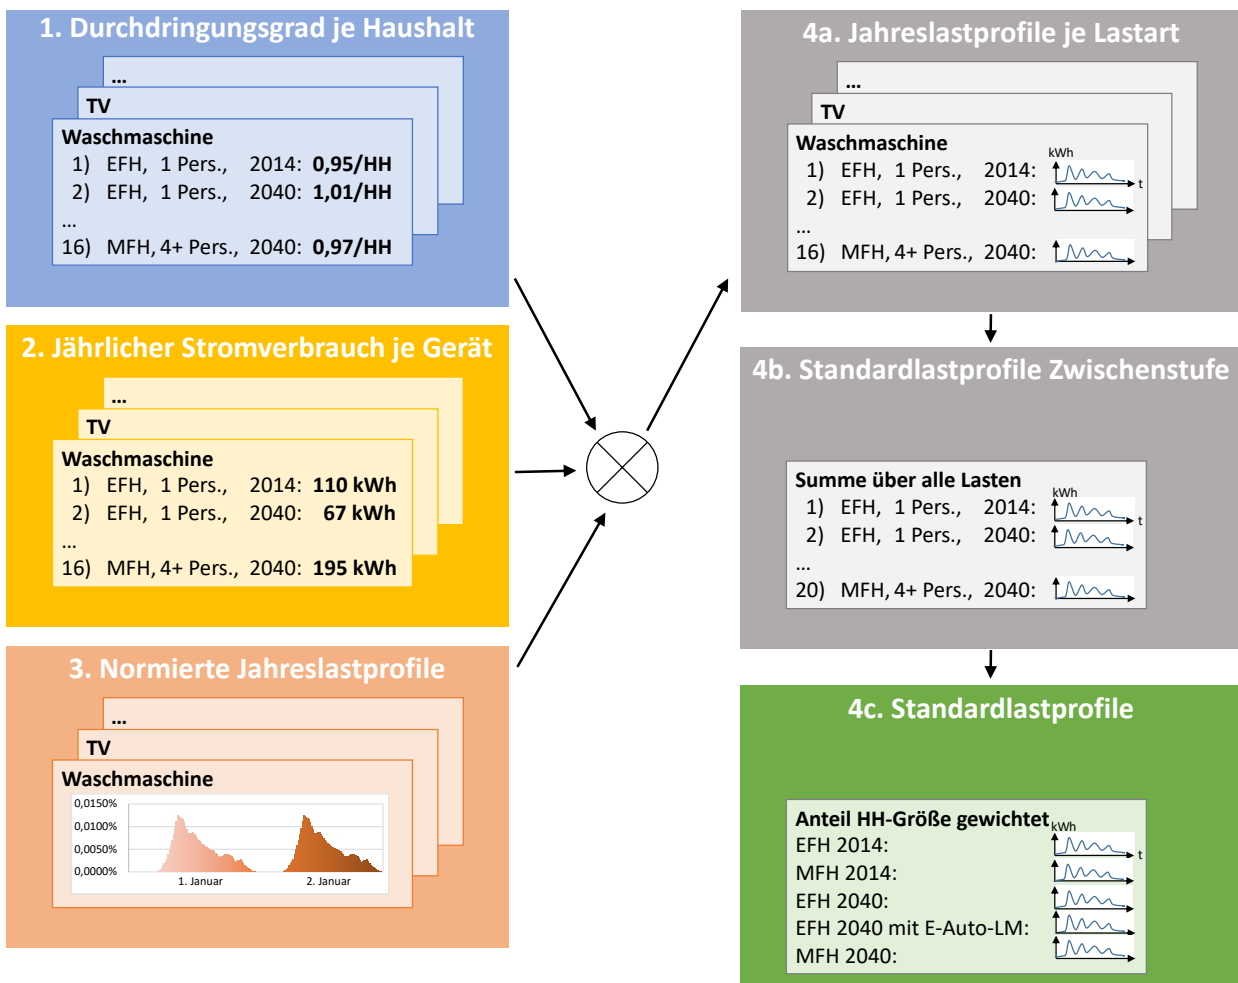 1. Durchdringungsgrad je Haushalt
...
TV
Waschmaschine
1) EFH, 1 Pers., 2014: 0,95/HH
2) EFH, 1 Pers., 2040: 1,01/HH
...
16) MFH, 4+ Pers., 2040: 0,97/HH
2. Jährlicher Stromverbrauch je Gerät
...
TV
Waschmaschine
1) EFH, 1 Pers., 2014: 110 kWh
2) EFH, 1 Pers., 2040: 67 kWh
...
16) MFH, 4+ Pers., 2040: 195 kWh
3. Normierte Jahreslastprofile
...
TV
Waschmaschine
0,0150%
0,0100%
0,0050%
0,0000%
1. Januar 2. Januar
4a. Jahreslastprofile je Lastart
...
TV
Waschmaschine
kWh
1) EFH, 1 Pers., 2014:
t
2) EFH, 1 Pers., 2040:
...
16) MFH, 4+ Pers., 2040:
4b. Standardlastprofile Zwischenstufe
Summe über alle Lasten
kWh
1) EFH, 1 Pers., 2014:
t
2) EFH, 1 Pers., 2040:
...
20) MFH, 4+ Pers., 2040:
4c. Standardlastprofile
Anteil HH-Größe gewichtet
kWh
EFH 2014:
t
MFH 2014:
EFH 2040:
EFH 2040 mit E-Auto-LM:
MFH 2040: